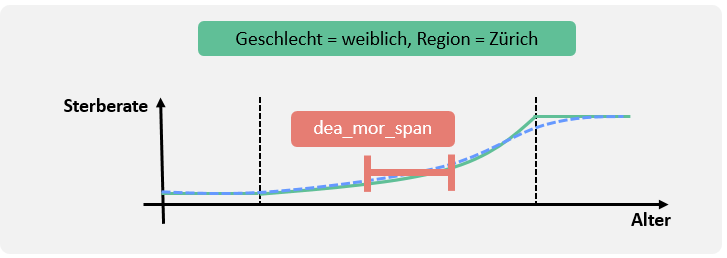 Geschlecht = weiblich, Region = Zürich
Sterberate
dea_mor_span
Alter